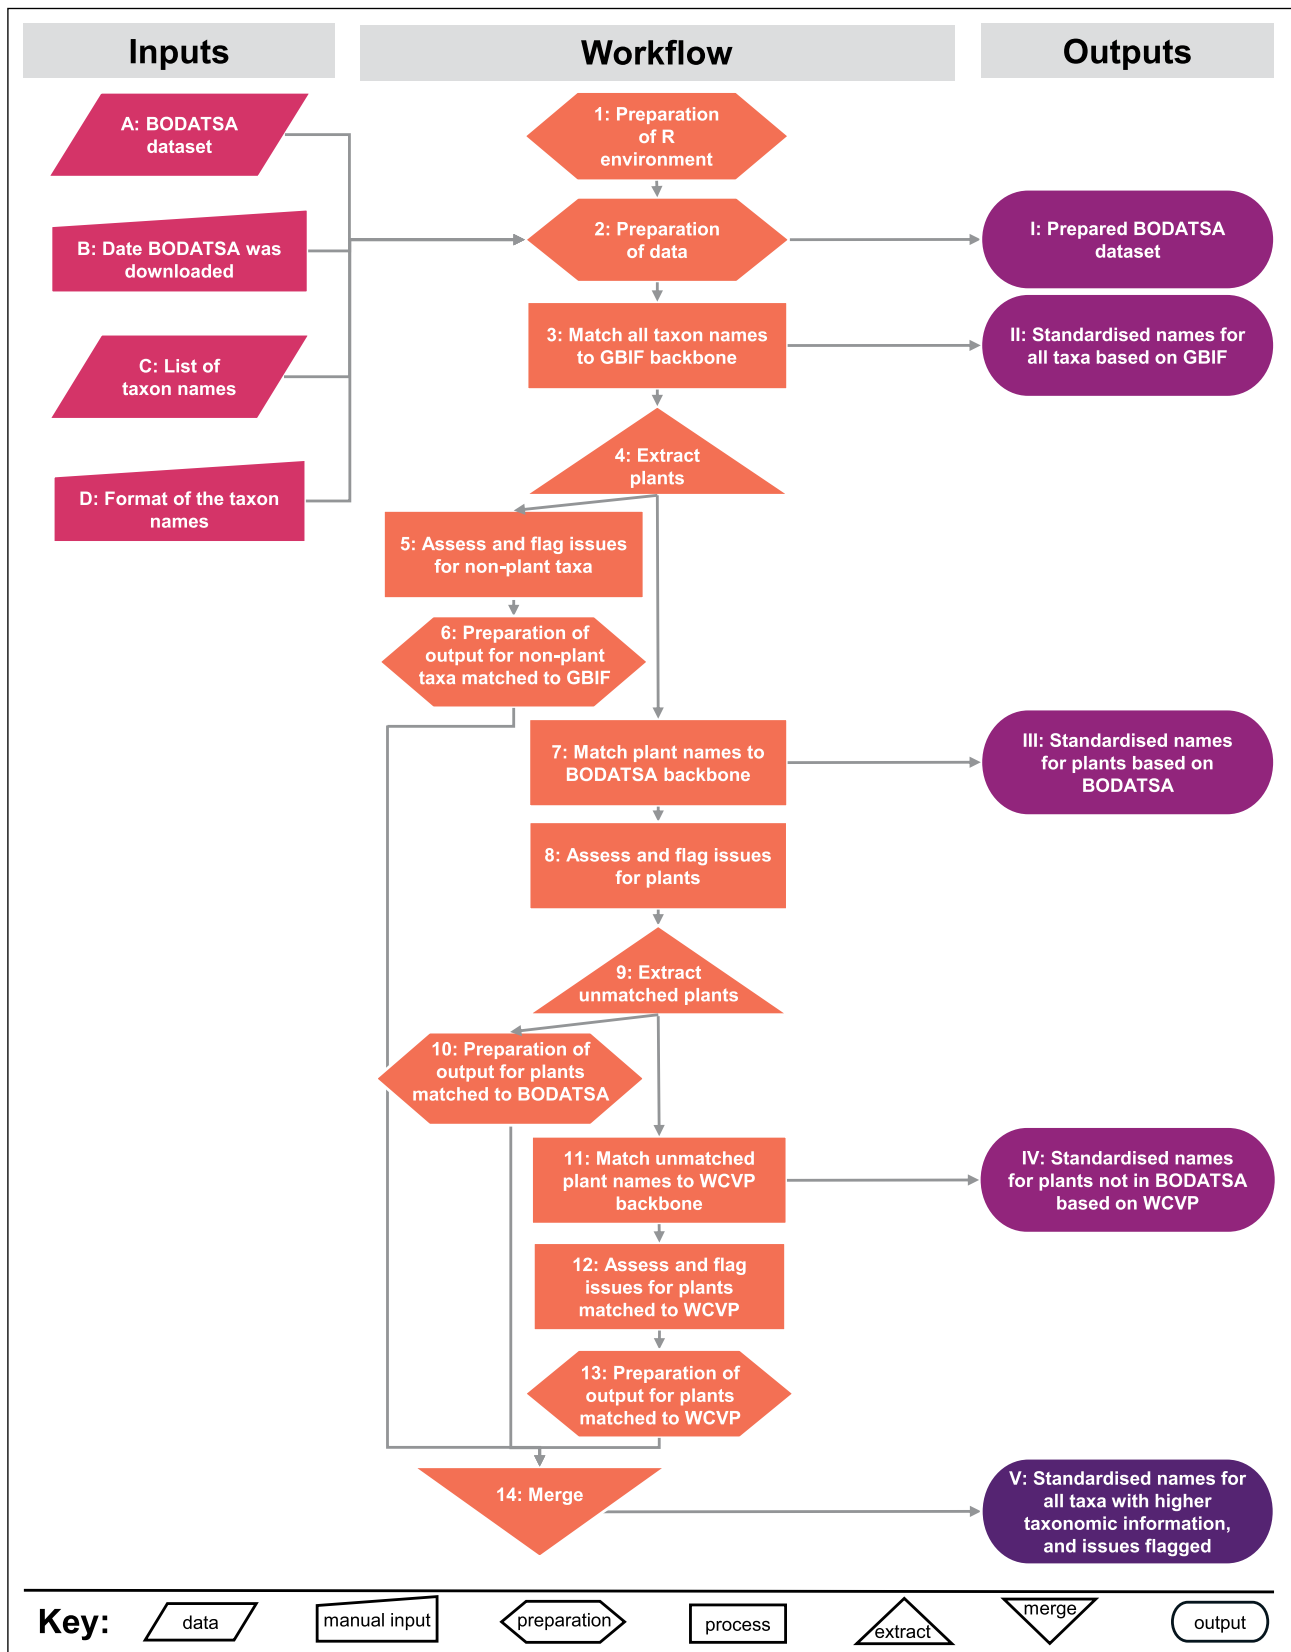 Inputs
Workflow
Outputs
A: BODATSA
dataset
B: Date BODATSA was
downloaded
C: List of
taxon names
D: Format of the taxon
names
1: Preparation
of R
environment
2: Preparation
of data
3: Match all taxon names
to GBIF backbone
4: Extract
plants
5: Assess and flag issues
for non-plant taxa
6: Preparation of
output for non-plant
taxa matched to GBIF
7: Match plant names to
BODATSA backbone
8: Assess and flag issues
for plants
9: Extract
unmatched plants
10: Preparation of
output for plants
matched to BODATSA
11: Match unmatched
plant names to WCVP
backbone
12: Assess and flag
issues for plants
matched to WCVP
13: Preparation of
output for plants
matched to WCVP
14: Merge
I: Prepared BODATSA
dataset
II: Standardised names for
all taxa based on GBIF
III: Standardised names
for plants based on
BODATSA
IV: Standardised names
for plants not in BODATSA
based on WCVP
V: Standardised names for
all taxa with higher
taxonomic information,
and issues flagged
Key:
data
manual input
preparation
process
extract
merge
output